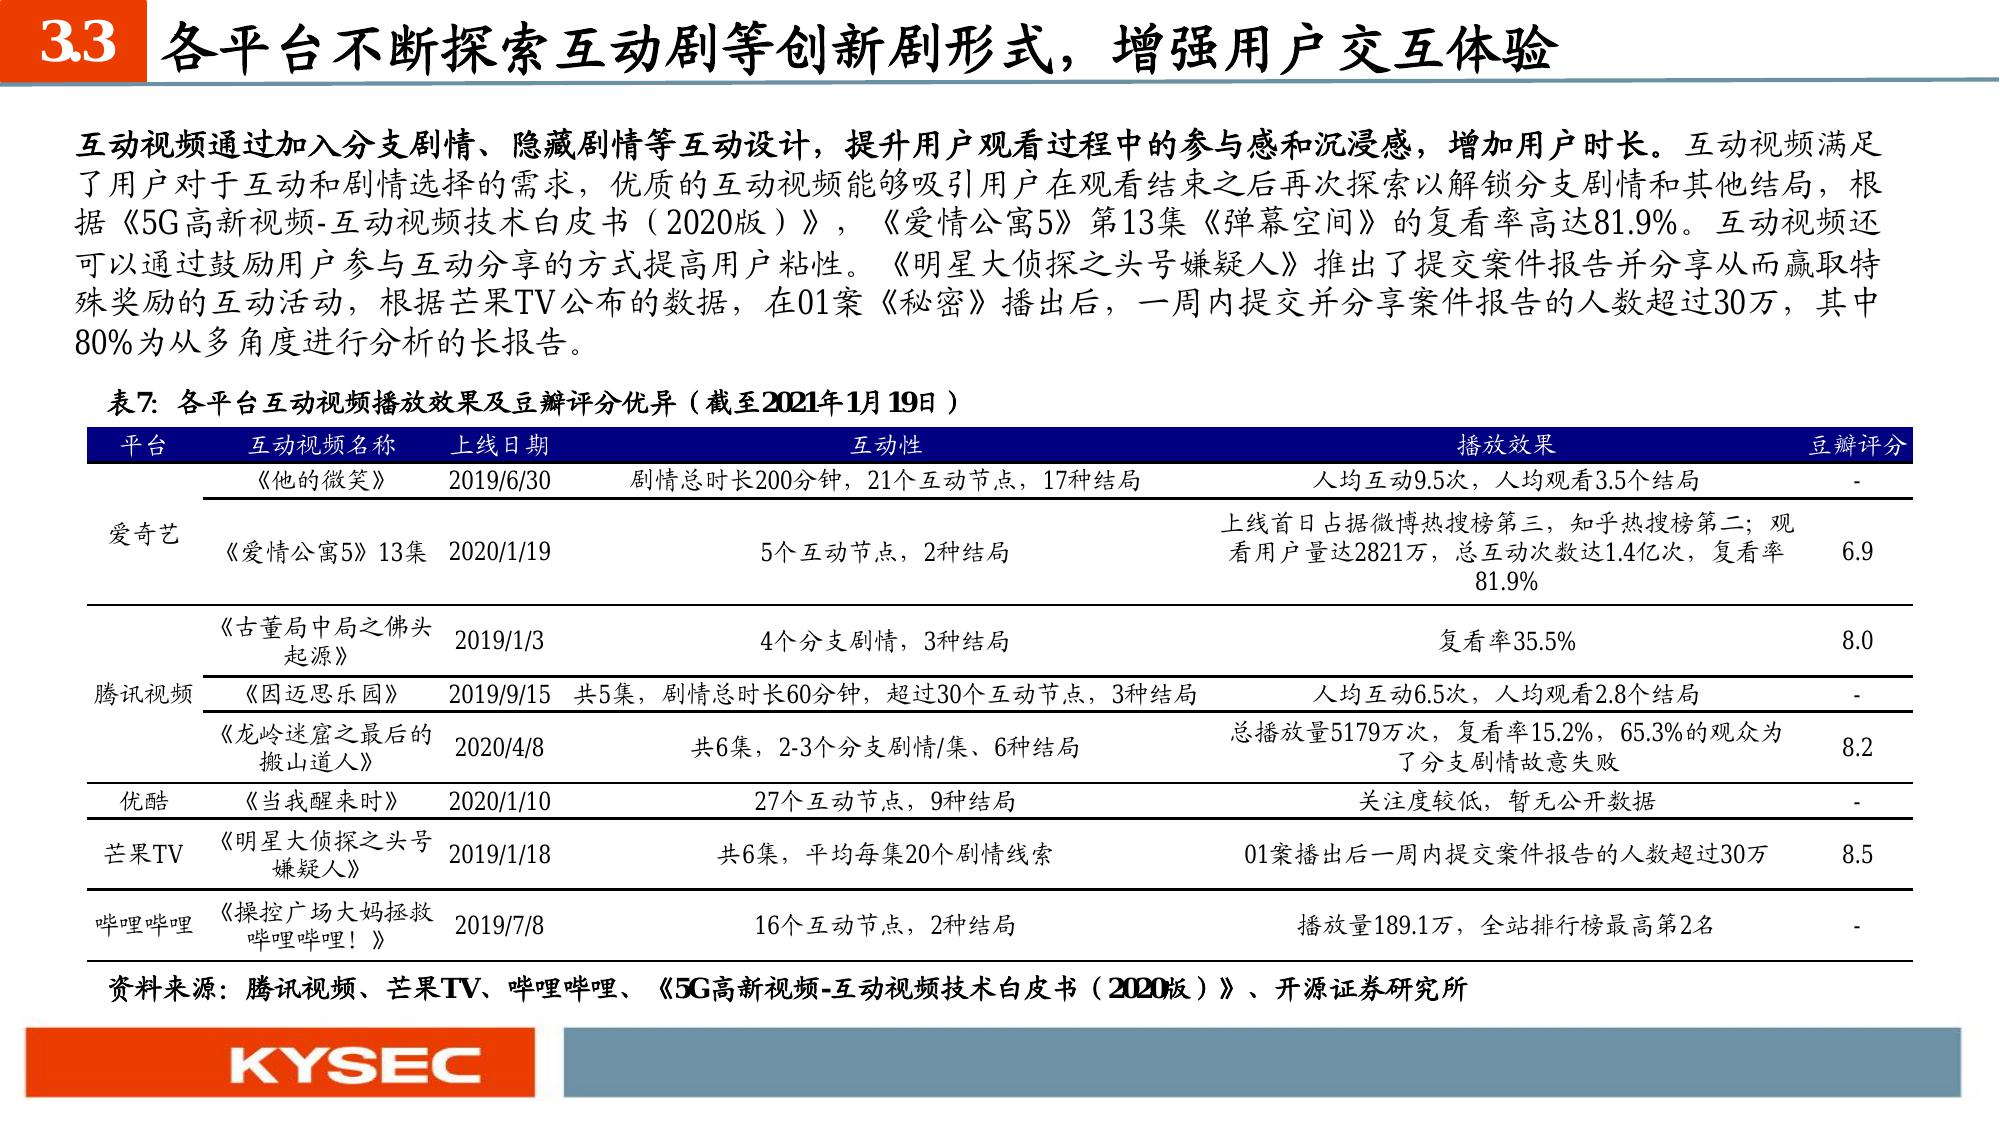 3.3 各平台不断探索互动剧等创新剧形式，增强用户交互体验
互动视频通过加入分支剧情、隐藏剧情等互动设计，提升用户观看过程中的参与感和沉浸感，增加用户时长。互动视频满足
了用户对于互动和剧情选择的需求，优质的互动视频能够吸引用户在观看结束之后再次探索以解锁分支剧情和其他结局，根
据《5G高新视频-互动视频技术白皮书（2020版）》，《爱情公寓5》第13集《弹幕空间》的复看率高达81.9%。互动视频还
可以通过鼓励用户参与互动分享的方式提高用户粘性。《明星大侦探之头号嫌疑人》推出了提交案件报告并分享从而赢取特
殊奖励的互动活动，根据芒果TV公布的数据，在01案《秘密》播出后，一周内提交并分享案件报告的人数超过30万，其中
80%为从多角度进行分析的长报告。
表7：各平台互动视频播放效果及豆瓣评分优异（截至2021年1月19日）
平台 互动视频名称 上线日期 互动性 播放效果 豆瓣评分
《他的微笑》 2019/6/30 剧情总时长200分钟，21个互动节点，17种结局 人均互动9.5次，人均观看3.5个结局 -
爱奇艺
上线首日占据微博热搜榜第三，知乎热搜榜第二；观
《爱情公寓5》13集 2020/1/19 5个互动节点，2种结局 看用户量达2821万，总互动次数达1.4亿次，复看率 6.9
81.9%
《古董局中局之佛头
起源》
2019/1/3 4个分支剧情，3种结局 复看率35.5% 8.0
腾讯视频 《因迈思乐园》 2019/9/15 共5集，剧情总时长60分钟，超过30个互动节点，3种结局 人均互动6.5次，人均观看2.8个结局 -
《龙岭迷窟之最后的
搬山道人》
2020/4/8 共6集，2-3个分支剧情/集、6种结局
总播放量5179万次，复看率15.2%，65.3%的观众为
了分支剧情故意失败
8.2
优酷 《当我醒来时》 2020/1/10 27个互动节点，9种结局 关注度较低，暂无公开数据 -
芒果TV
《明星大侦探之头号
嫌疑人》
2019/1/18 共6集，平均每集20个剧情线索 01案播出后一周内提交案件报告的人数超过30万 8.5
哔哩哔哩
《操控广场大妈拯救
哔哩哔哩！》
2019/7/8 16个互动节点，2种结局 播放量189.1万，全站排行榜最高第2名 -
资料来源：腾讯视频、芒果TV、哔哩哔哩、《5G高新视频-互动视频技术白皮书（2020版）》、开源证券研究所
KYSEC